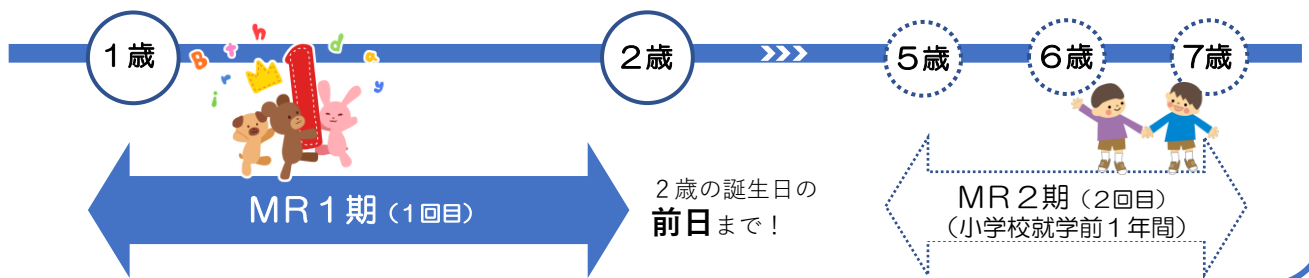 1歳
Birthday
2歳
>>>
5歳
6歳
7歳
MR1期(1回目)
2歳の誕生日の
前日まで!
MR2期(2回目)
(小学校就学前1年間)